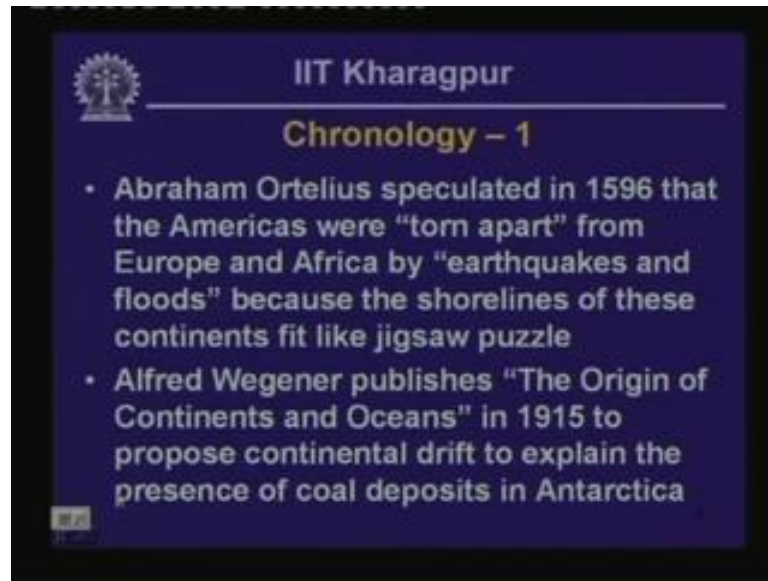 IIT Kharagpur
Chronology – 1
• Abraham Ortelius speculated in 1596 that
the Americas were “torn apart” from
Europe and Africa by “earthquakes and
floods” because the shorelines of these
continents fit like jigsaw puzzle
• Alfred Wegener publishes “The Origin of
Continents and Oceans” in 1915 to
propose continental drift to explain the
presence of coal deposits in Antarctica